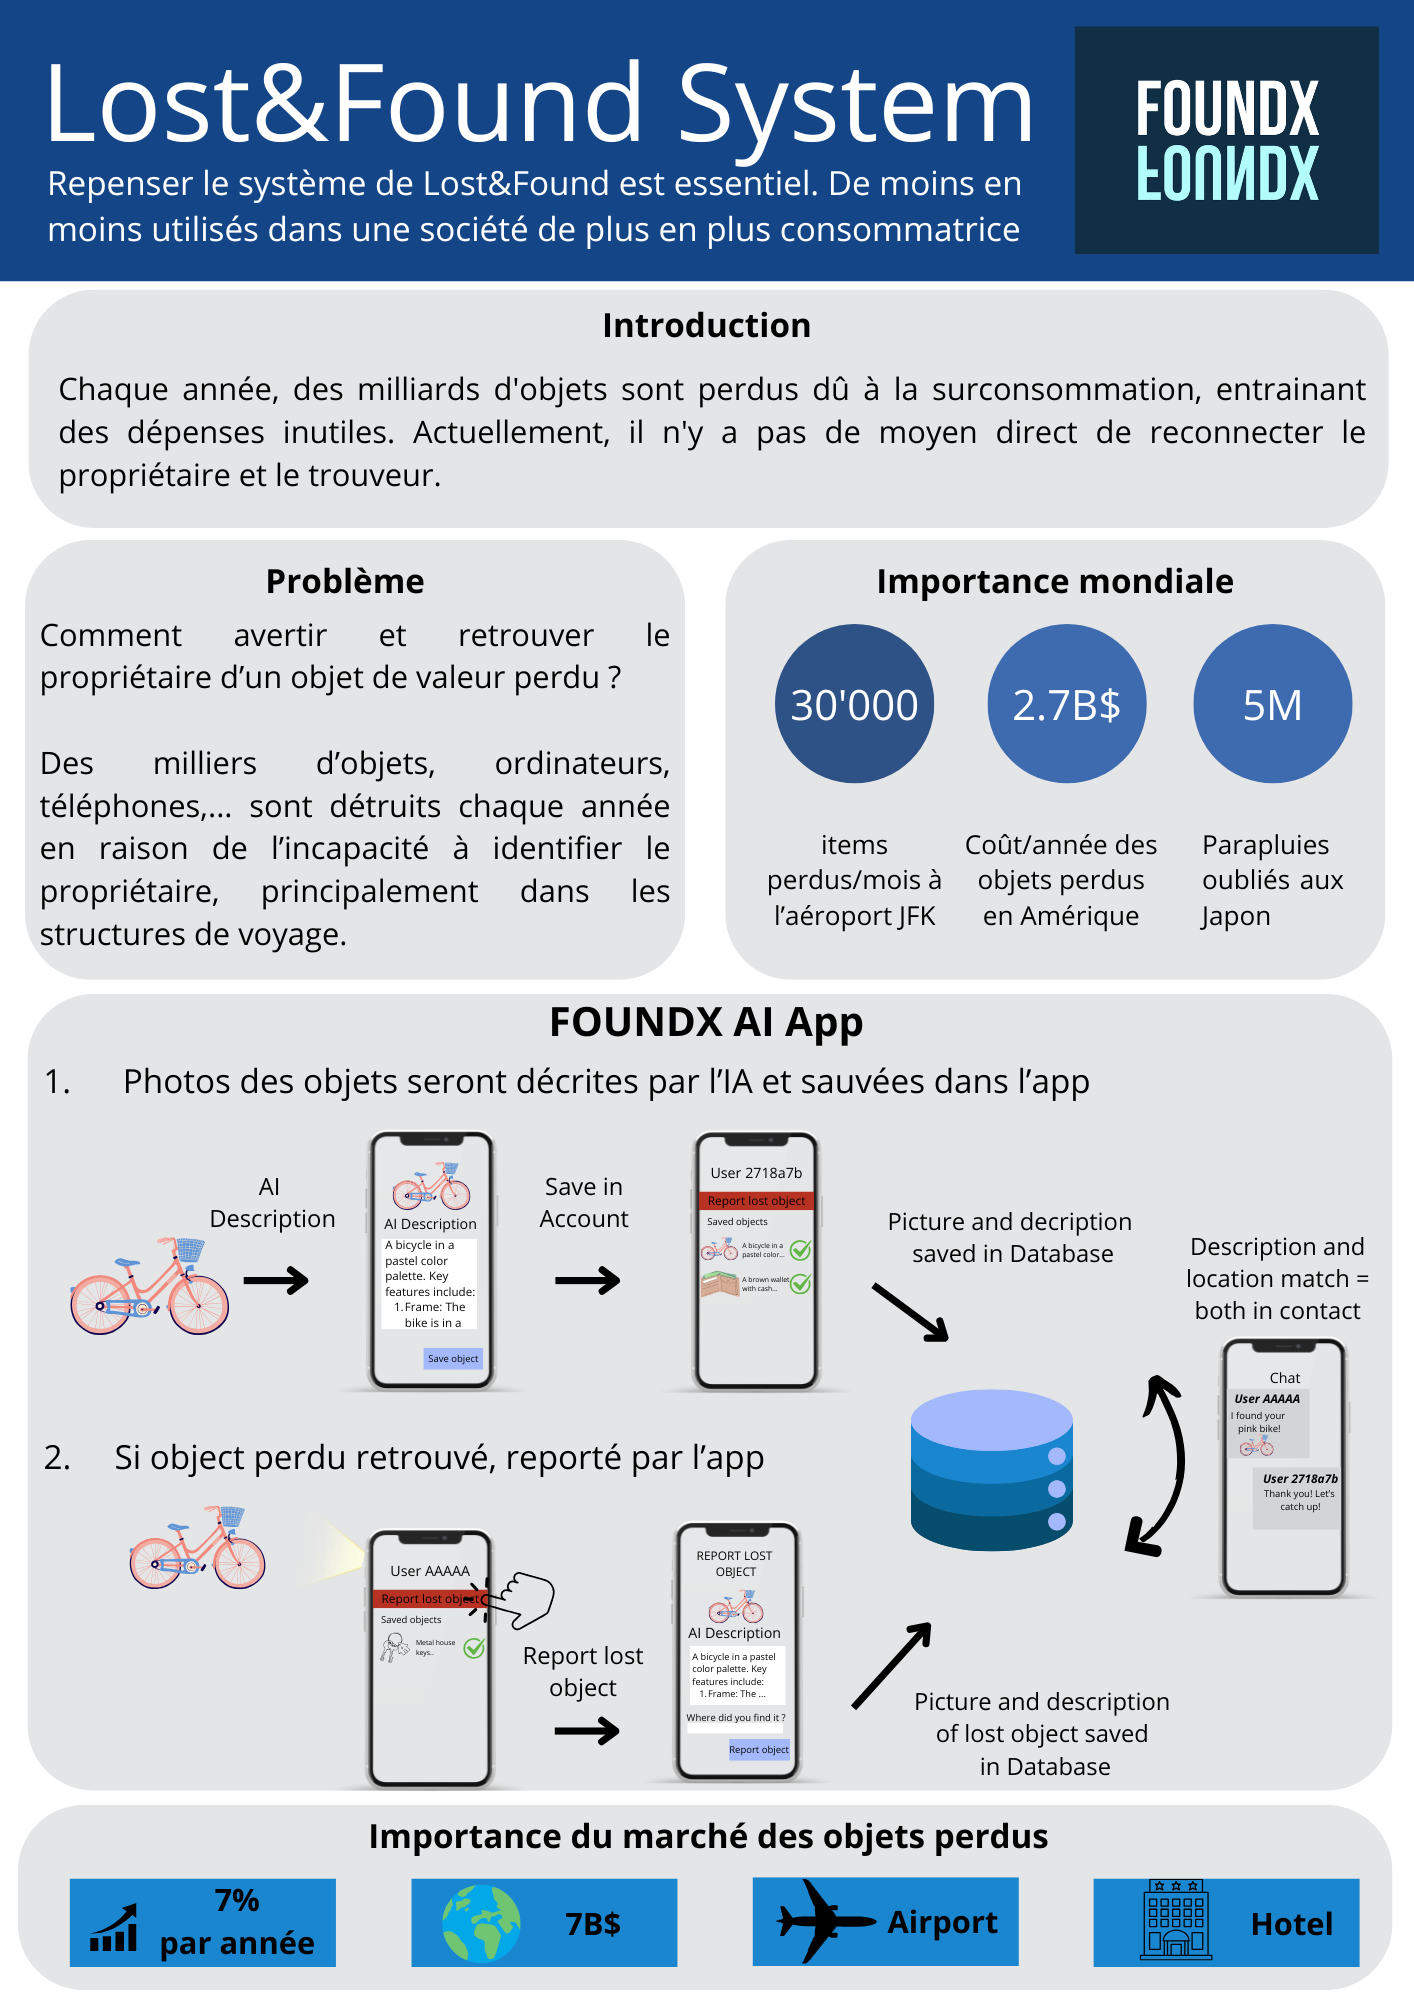 Lost&Found System
Repenser le système de Lost&Found est essentiel. De moins en
moins utilisés dans une société de plus en plus consommatrice
FOUNDX
FOUNDX
Introduction
Chaque année, des milliards d'objets sont perdus dû à la surconsommation, entrainant
des dépenses inutiles. Actuellement, il n'y a pas de moyen direct de reconnecter le
propriétaire et le trouveur.
Problème
Comment avertir et retrouver le
propriétaire d’un objet de valeur perdu ?
Des milliers d’objets, ordinateurs,
téléphones,... sont détruits chaque année
en raison de l’incapacité à identifier le
propriétaire, principalement dans les
structures de voyage.
Importance mondiale
30'000
items
perdus/mois à
l’aéroport JFK
2.7B$
Coût/année des
objets perdus
en Amérique
5M
Parapluies
oubliés aux
Japon
FOUNDX AI App
1. Photos des objets seront décrites par l’IA et sauvées dans l’app
AI
Description
AI Description
A bicycle in a
pastel color
palette. Key
features include:
1. Frame: The
bike is in a
Save object
Save in
Account
User 2718a7b
Report lost object
Saved objects
A bicycle in a
pastel color...
A brown wallet
with cash...
Picture and decription
saved in Database
Description and
location match =
both in contact
Chat
User AAAAA
I found your
pink bike!
User 2718a7b
Thank you! Let's
catch up!
2. Si object perdu retrouvé, reporté par l’app
User AAAAA
Report lost object
Saved objects
Metal house
keys..
Report lost
object
REPORT LOST
OBJECT
AI Description
A bicycle in a pastel
color palette. Key
features include:
1. Frame: The ...
Where did you find it ?
Report object
Picture and description
of lost object saved
in Database
Importance du marché des objets perdus
7%
par année
7B$
Airport
Hotel